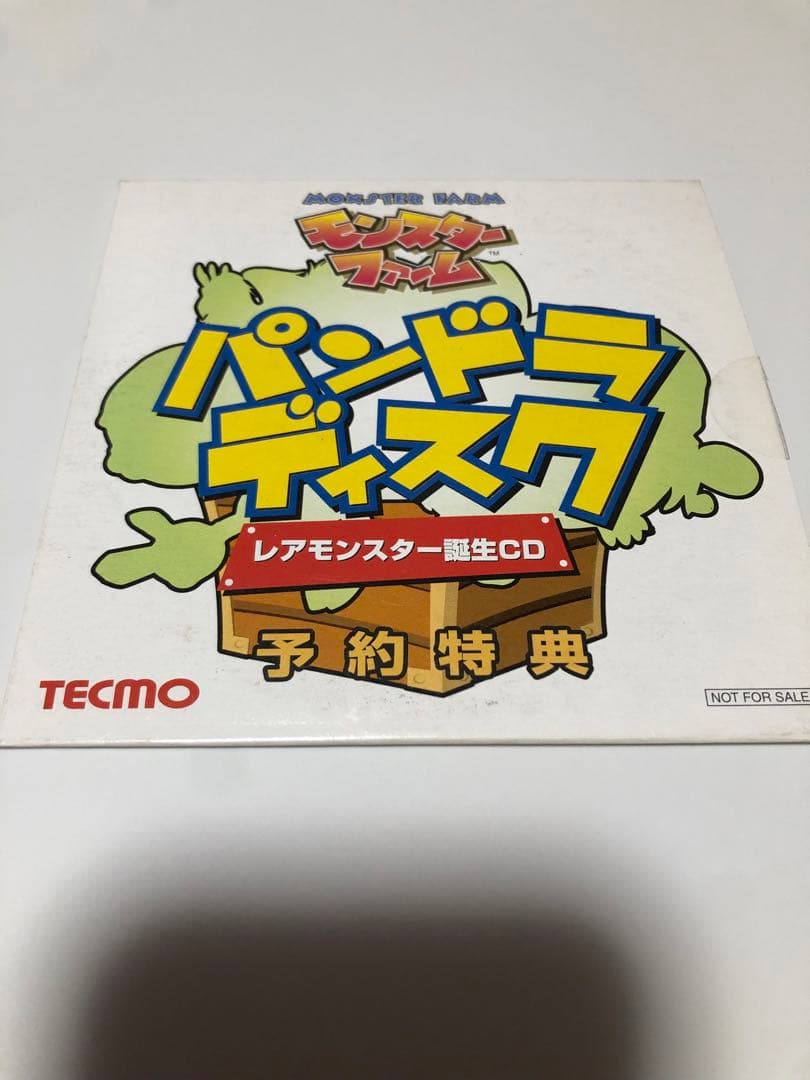 MONSTER FARM
モンスター
ファーム™
パンドラ
ディスク
レアモンスター誕生CD
予約特典
TECMO
NOT FOR SALE